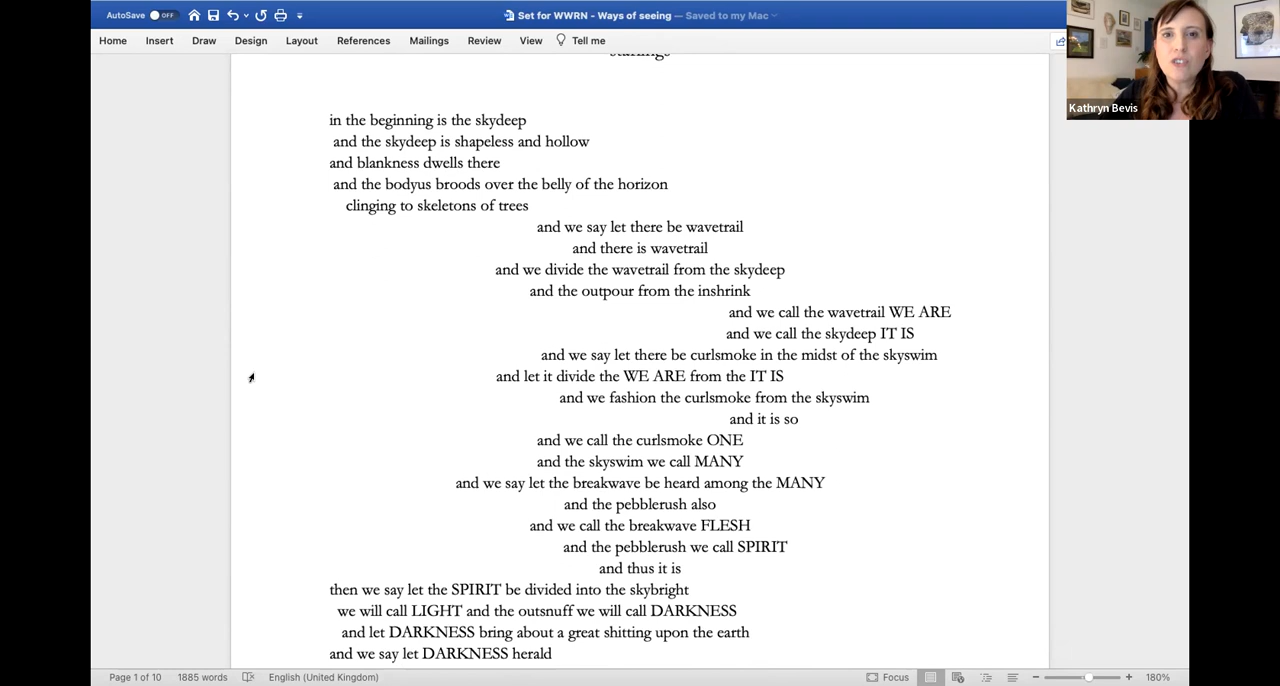 AutoSave OFF
Set for WWRN - Ways of seeing — Saved to my Mac
Home Insert Draw Design Layout References Mailings Review View Tell me
Kathryn Bevis
starlings
in the beginning is the skydeep
and the skydeep is shapeless and hollow
and blankness dwells there
and the bodyus broods over the belly of the horizon
clinging to skeletons of trees
and we say let there be wavetrail
and there is wavetrail
and we divide the wavetrail from the skydeep
and the outpour from the inshrink
and we call the wavetrail WE ARE
and we call the skydeep IT IS
and we say let there be curlsmoke in the midst of the skyswim
and let it divide the WE ARE from the IT IS
and we fashion the curlsmoke from the skyswim
and it is so
and we call the curlsmoke ONE
and the skyswim we call MANY
and we say let the breakwave be heard among the MANY
and the pebblerush also
and we call the breakwave FLESH
and the pebblerush we call SPIRIT
and thus it is
then we say let the SPIRIT be divided into the skybright
we will call LIGHT and the outsnuff we will call DARKNESS
and let DARKNESS bring about a great shitting upon the earth
and we say let DARKNESS herald
Page 1 of 10 1885 words English (United Kingdom) Focus 180%